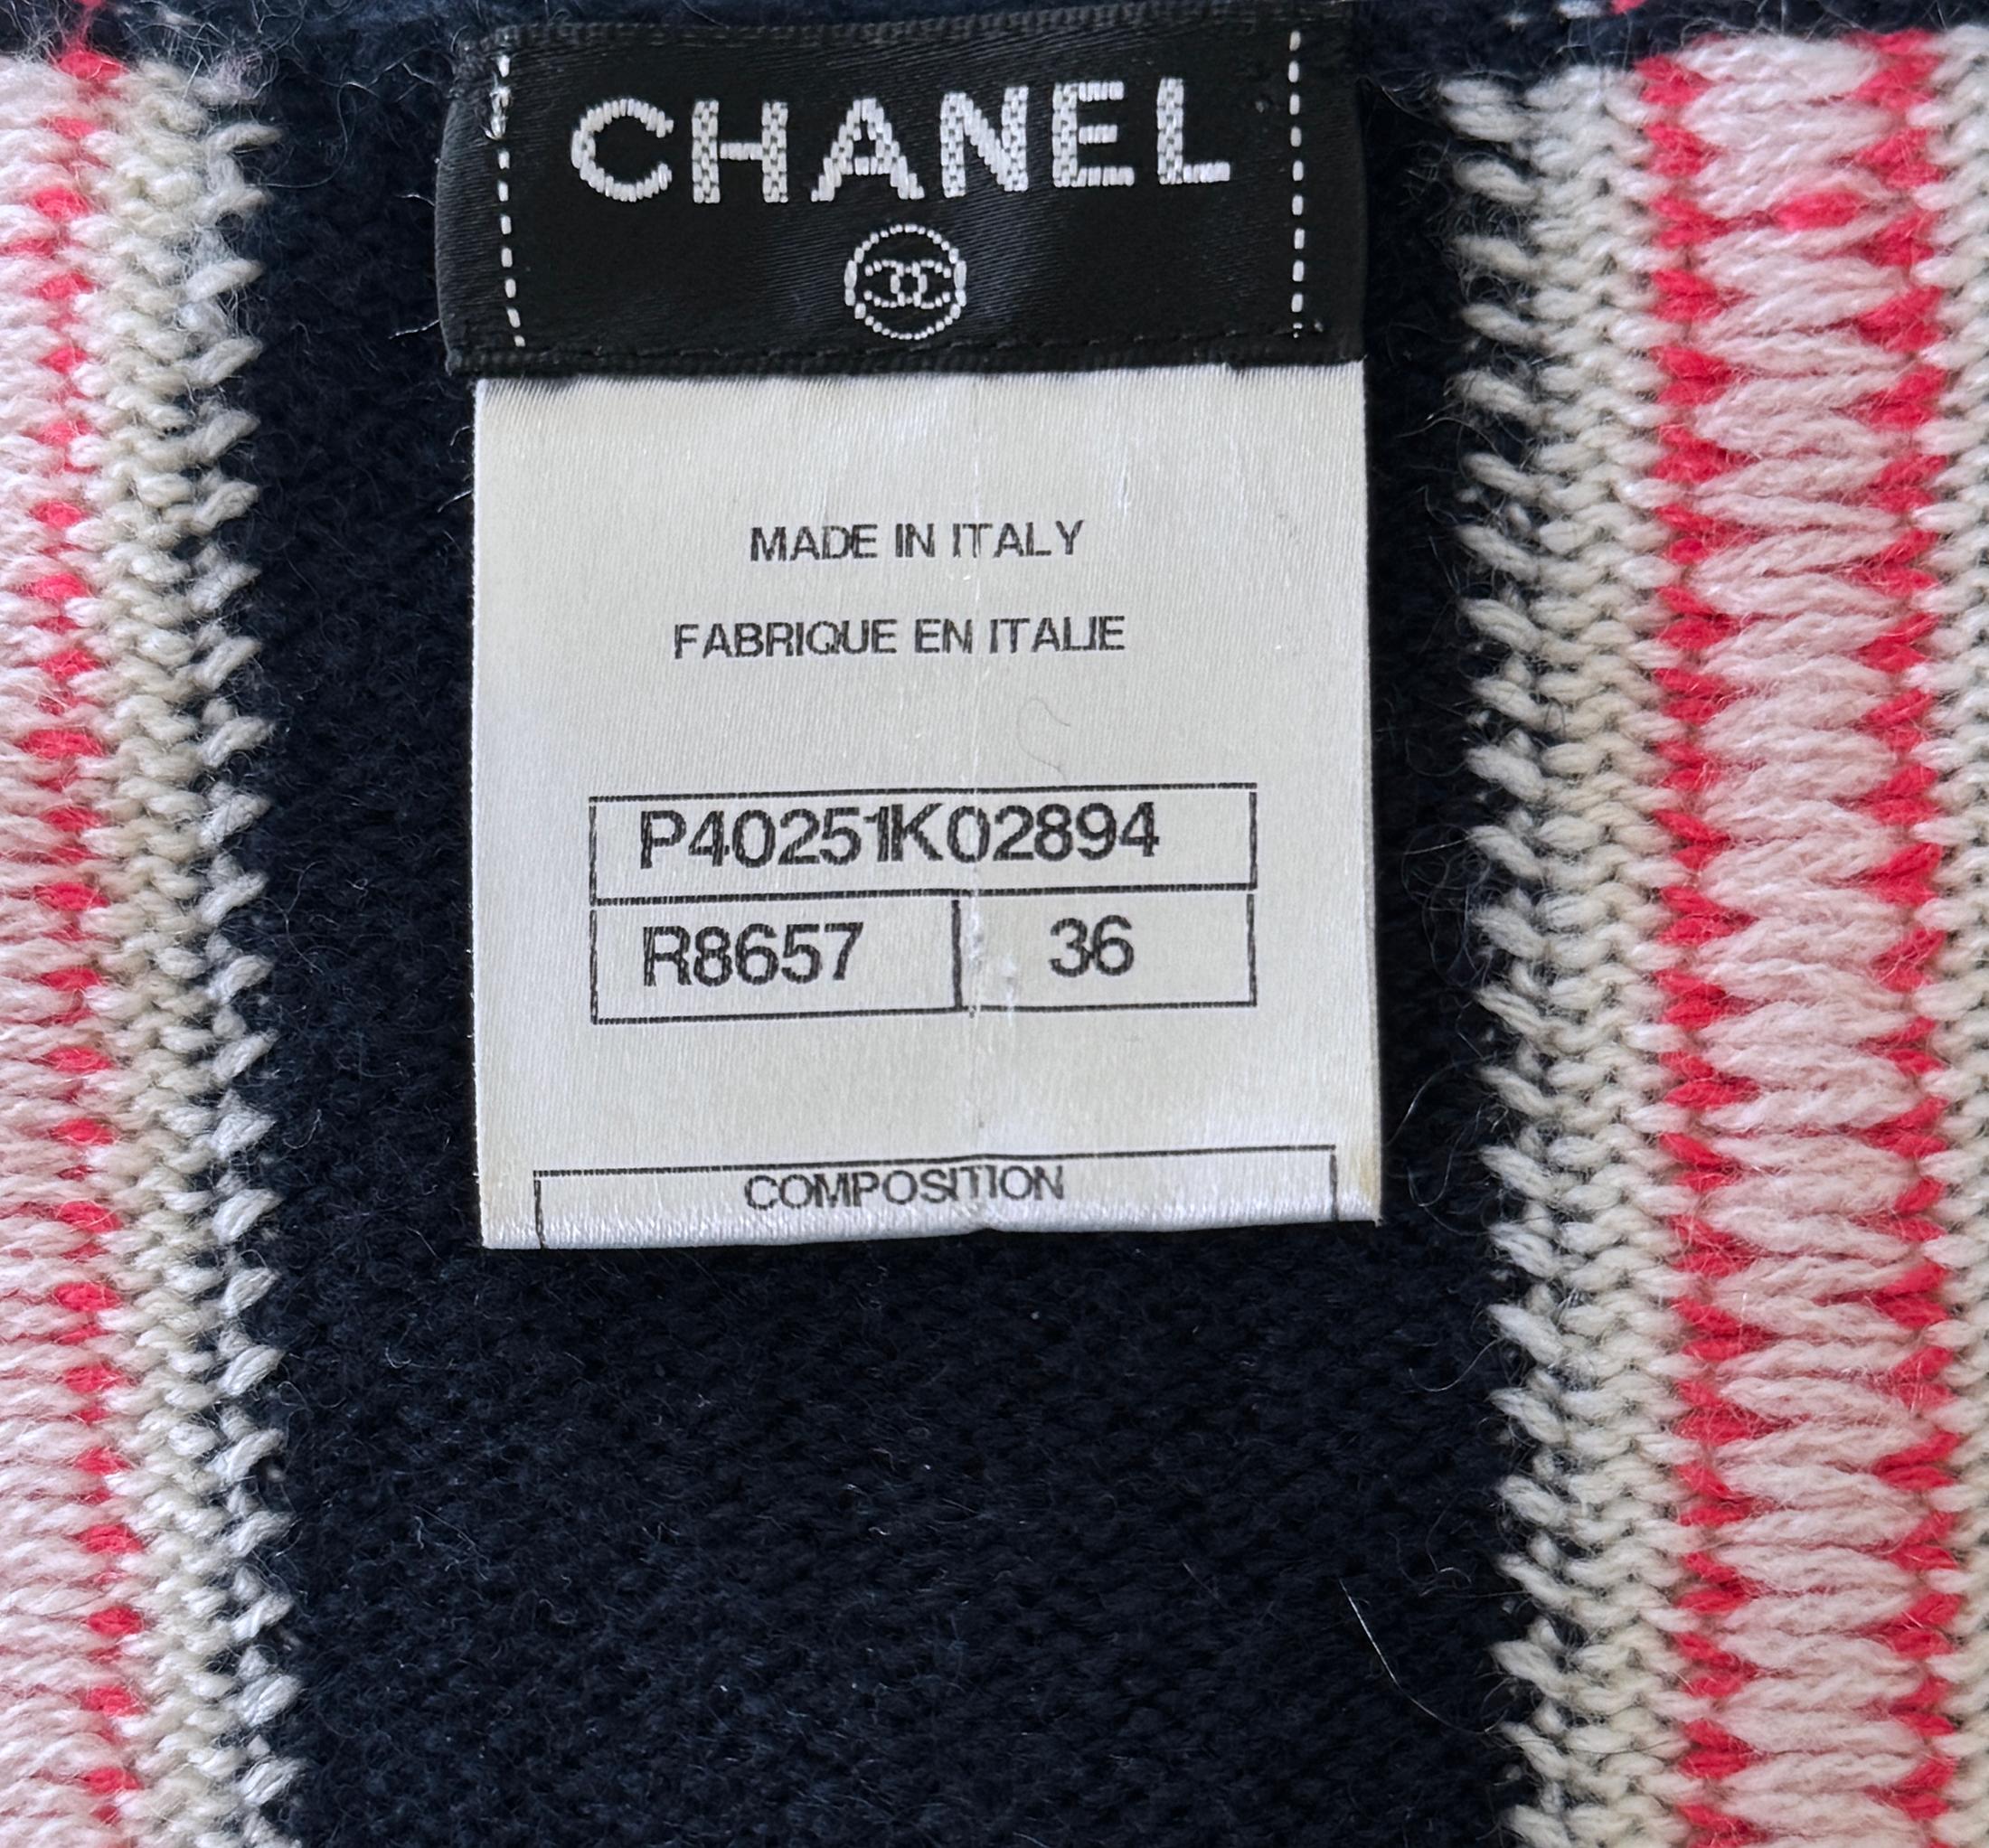 CHANEL
MADE IN ITALY
FABRIQUE EN ITALIE
P40251K02894
R8657 36
COMPOSITION